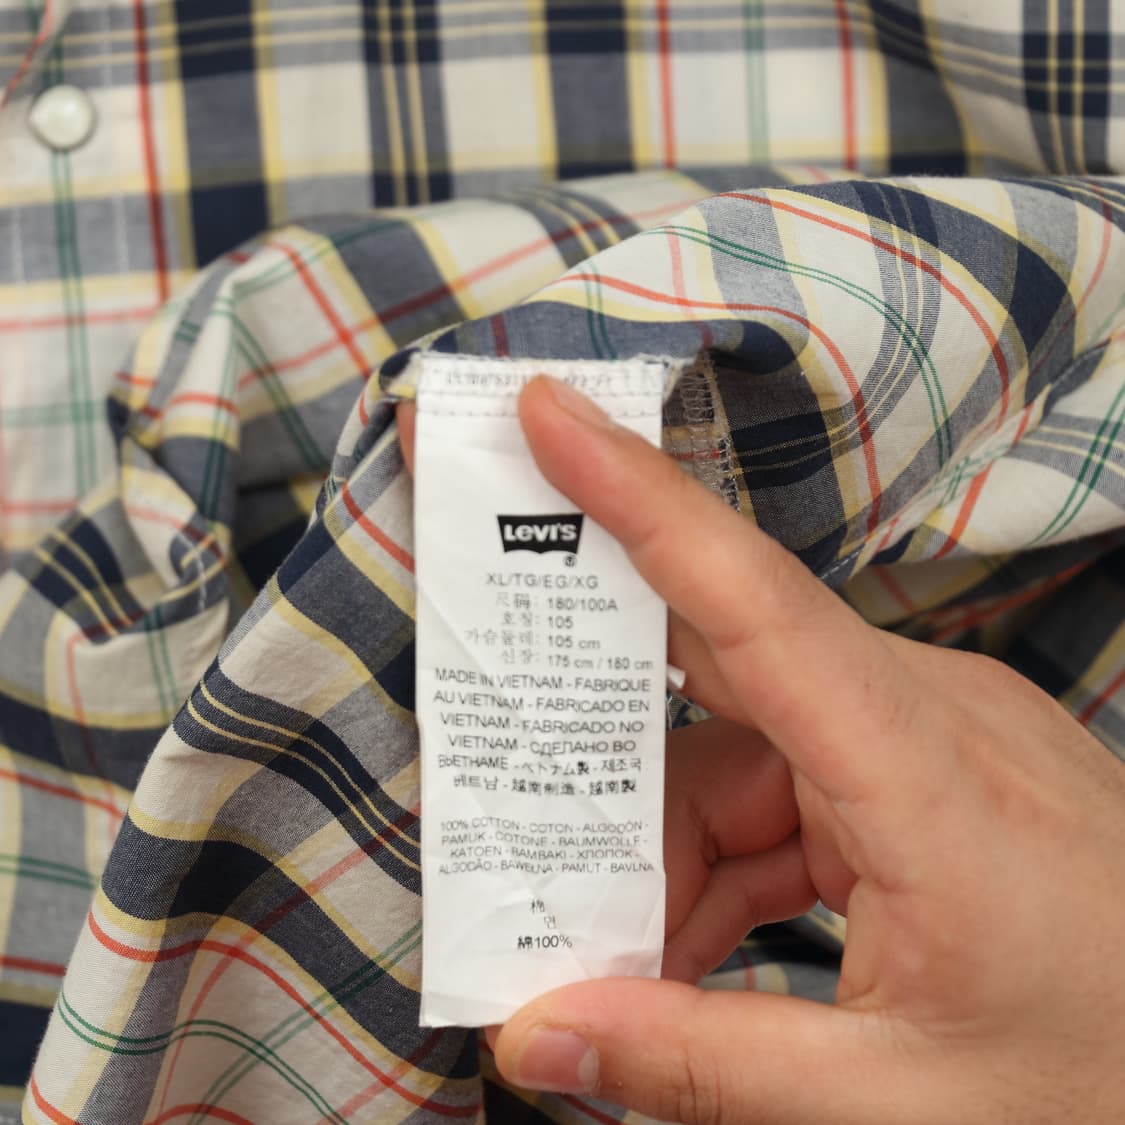 LEVI'S
XL/TG/EG/XG
尺碼: 180/100A
호칭: 105
가슴둘레: 105 cm
신장: 175 cm / 180 cm
MADE IN VIETNAM - FABRIQUE
AU VIETNAM - FABRICADO EN
VIETNAM - FABRICADO NO
VIETNAM - СДЕЛАНО ВО
ВЬЕТНАМЕ - ベトナム製 - 제조국
베트남 - 越南制造 - 越南製
100% COTTON - COTON - ALGODÓN -
PAMUK - COTONE - BAUMWOLLE -
KATOEN - BAMBAKI - ХЛОПОК -
ALGODÃO - BAWEŁNA - PAMUT - BAVLNA
棉
면
綿100%